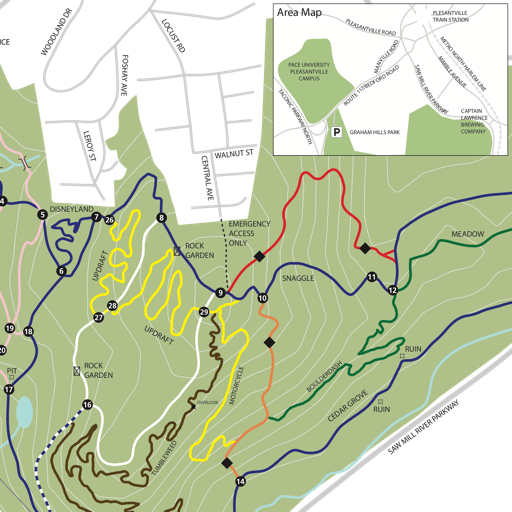 Area Map
PLESANTVILLE
TRAIN STATION
PLEASANTVILLE ROAD
MANVILLE ROAD
METRO NORTH HARLEM LINE
MARBLE AVENUE
SAW MILL RIVER PARKWAY
PACE UNIVERSITY
PLEASANTVILLE
CAMPUS
ROUTE 117/BEDFORD ROAD
TACONIC PARKWAY NORTH
P
GRAHAM HILLS PARK
CAPTAIN
LAWRENCE
BREWING
COMPANY
NCE
WOODLAND DR
LOCUST RD
FOSHAY AVE
LEROY ST
WALNUT ST
CENTRAL AVE
4
5
DISNEYLAND
7
26
8
6
EMERGENCY
ACCESS
ONLY
ROCK
GARDEN
MEADOW
UPDRAFT
SNAGGLE
11
12
9
10
28
27
29
19
18
20
UPDRAFT
PIT
17
ROCK
GARDEN
16
MOTORCYCLE
OVERLOOK
BOULDERDASH
RUIN
RUIN
CEDAR GROVE
TUMBLEWEED
14
SAW MILL RIVER PARKWAY